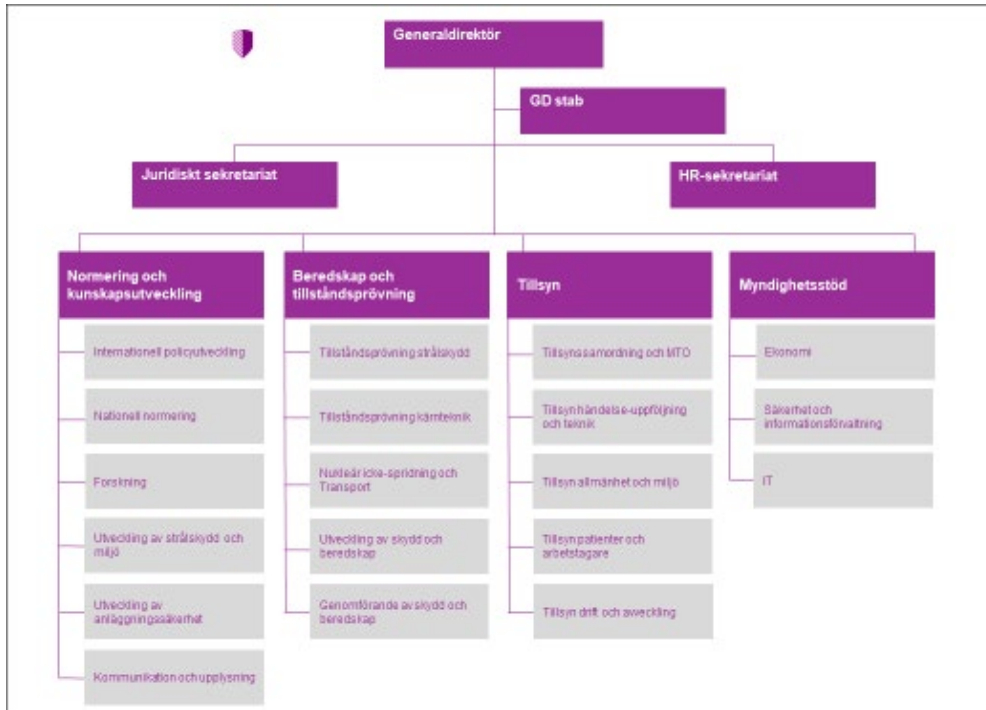 Generaldirektör
GD stab
Juridiskt sekretariat
HR-sekretariat
Normering och
kunskapsutveckling
Internationell policyutveckling
Nationell normering
Forskning
Utveckling av strålskydd och
miljö
Utveckling av
anläggningssäkerhet
Kommunikation och upplysning
Beredskap och
tillståndsprövning
Tillståndsprövning strålskydd
Tillståndsprövning kärnteknik
Nukleär icke-spridning och
Transport
Utveckling av skydd och
beredskap
Genomförande av skydd och
beredskap
Tillsyn
Tillsynssamordning och MTO
Tillsyn händelse-uppföljning
och teknik
Tillsyn allmänhet och miljö
Tillsyn patienter och
arbetstagare
Tillsyn drift och avveckling
Myndighetsstöd
Ekonomi
Säkerhet och
informationsförvaltning
IT